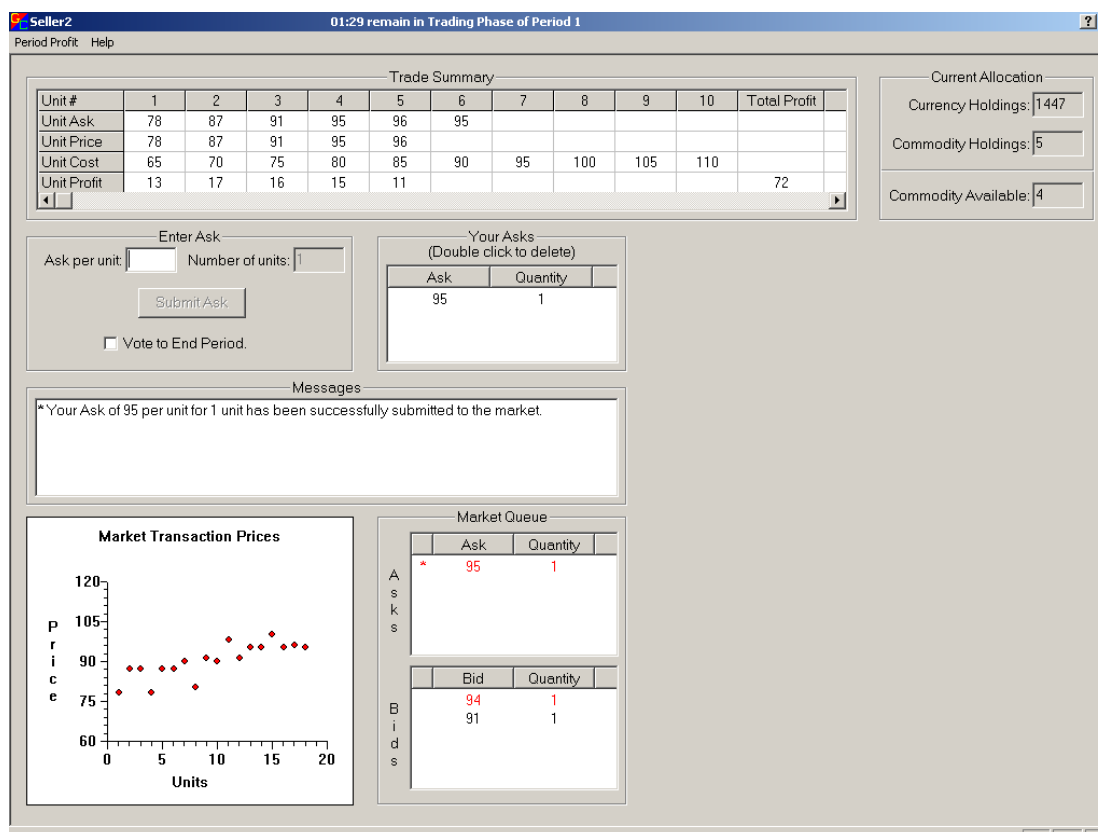 Seller2 01:29 remain in Trading Phase of Period 1 ?
Period Profit Help
Trade Summary
Unit # 1 2 3 4 5 6 7 8 9 10 Total Profit
Unit Ask 78 87 91 95 96 95
Unit Price 78 87 91 95 96
Unit Cost 65 70 75 80 85 90 95 100 105 110
Unit Profit 13 17 16 15 11 72
Current Allocation
Currency Holdings: 1447
Commodity Holdings: 5
Commodity Available: 4
Enter Ask
Ask per unit: Number of units: 1
Submit Ask
Vote to End Period.
Your Asks
(Double click to delete)
Ask Quantity
95 1
Messages
* Your Ask of 95 per unit for 1 unit has been successfully submitted to the market.
Market Transaction Prices
Price
120
105
90
75
60
0 5 10 15 20
Units
Market Queue
Asks
Ask Quantity
* 95 1
Bids
Bid Quantity
94 1
91 1